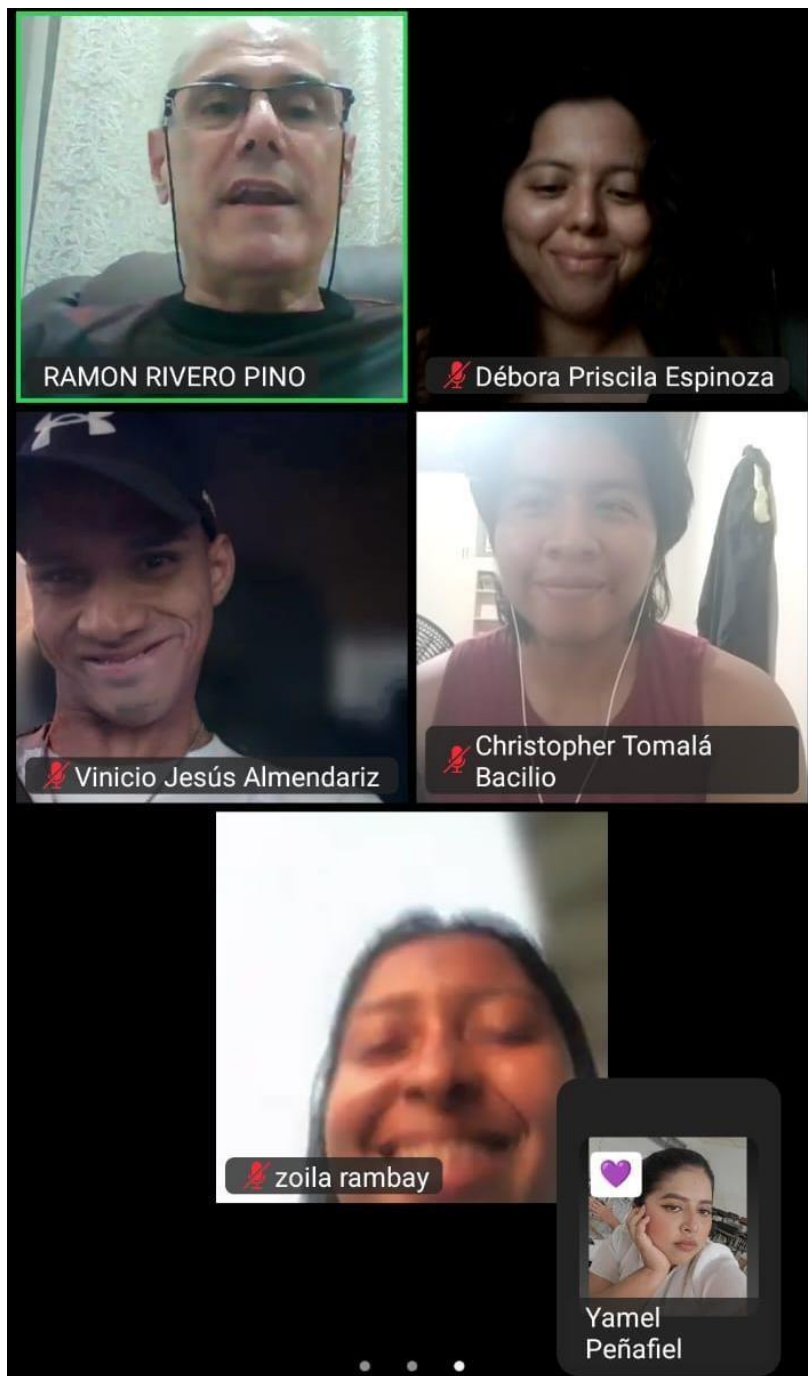 RAMON RIVERO PINO
Débora Priscila Espinoza
Vinicio Jesús Almendariz
Christopher Tomalá
Bacilio
zoila rambay
Yamel
Peñafiel